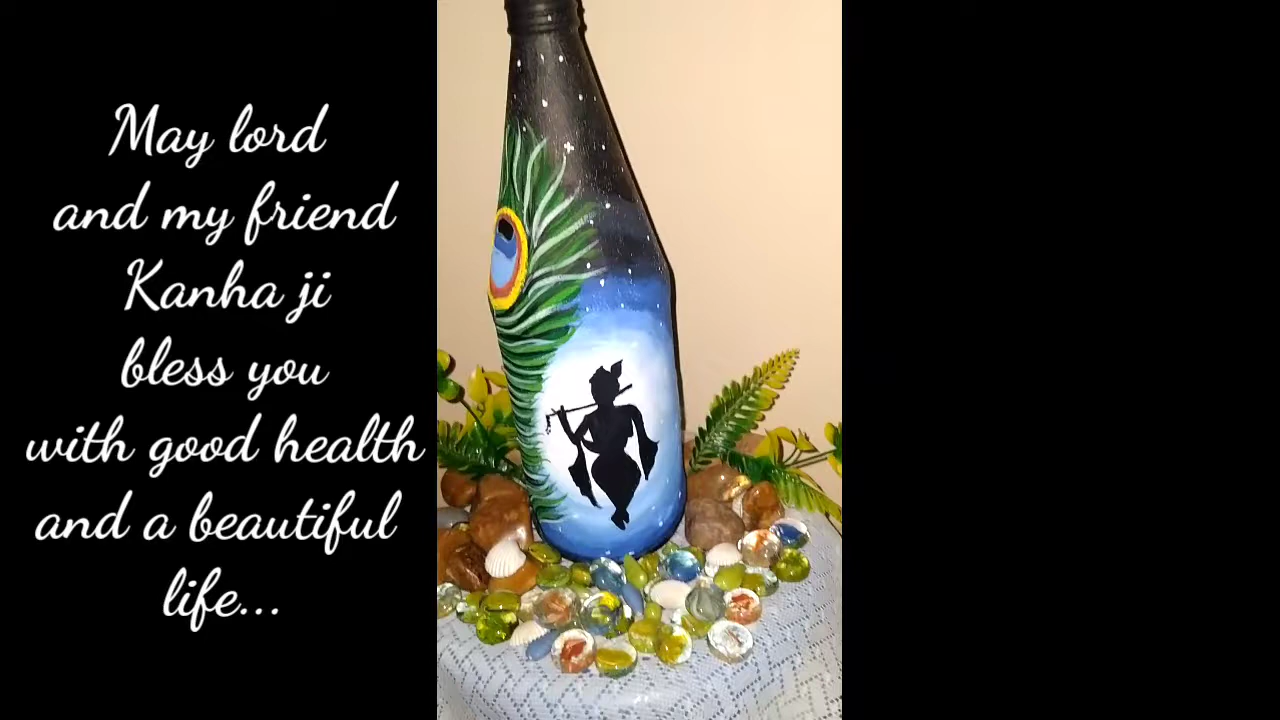 May lord
and my friend
Kanha ji
bless you
with good health
and a beautiful
life...